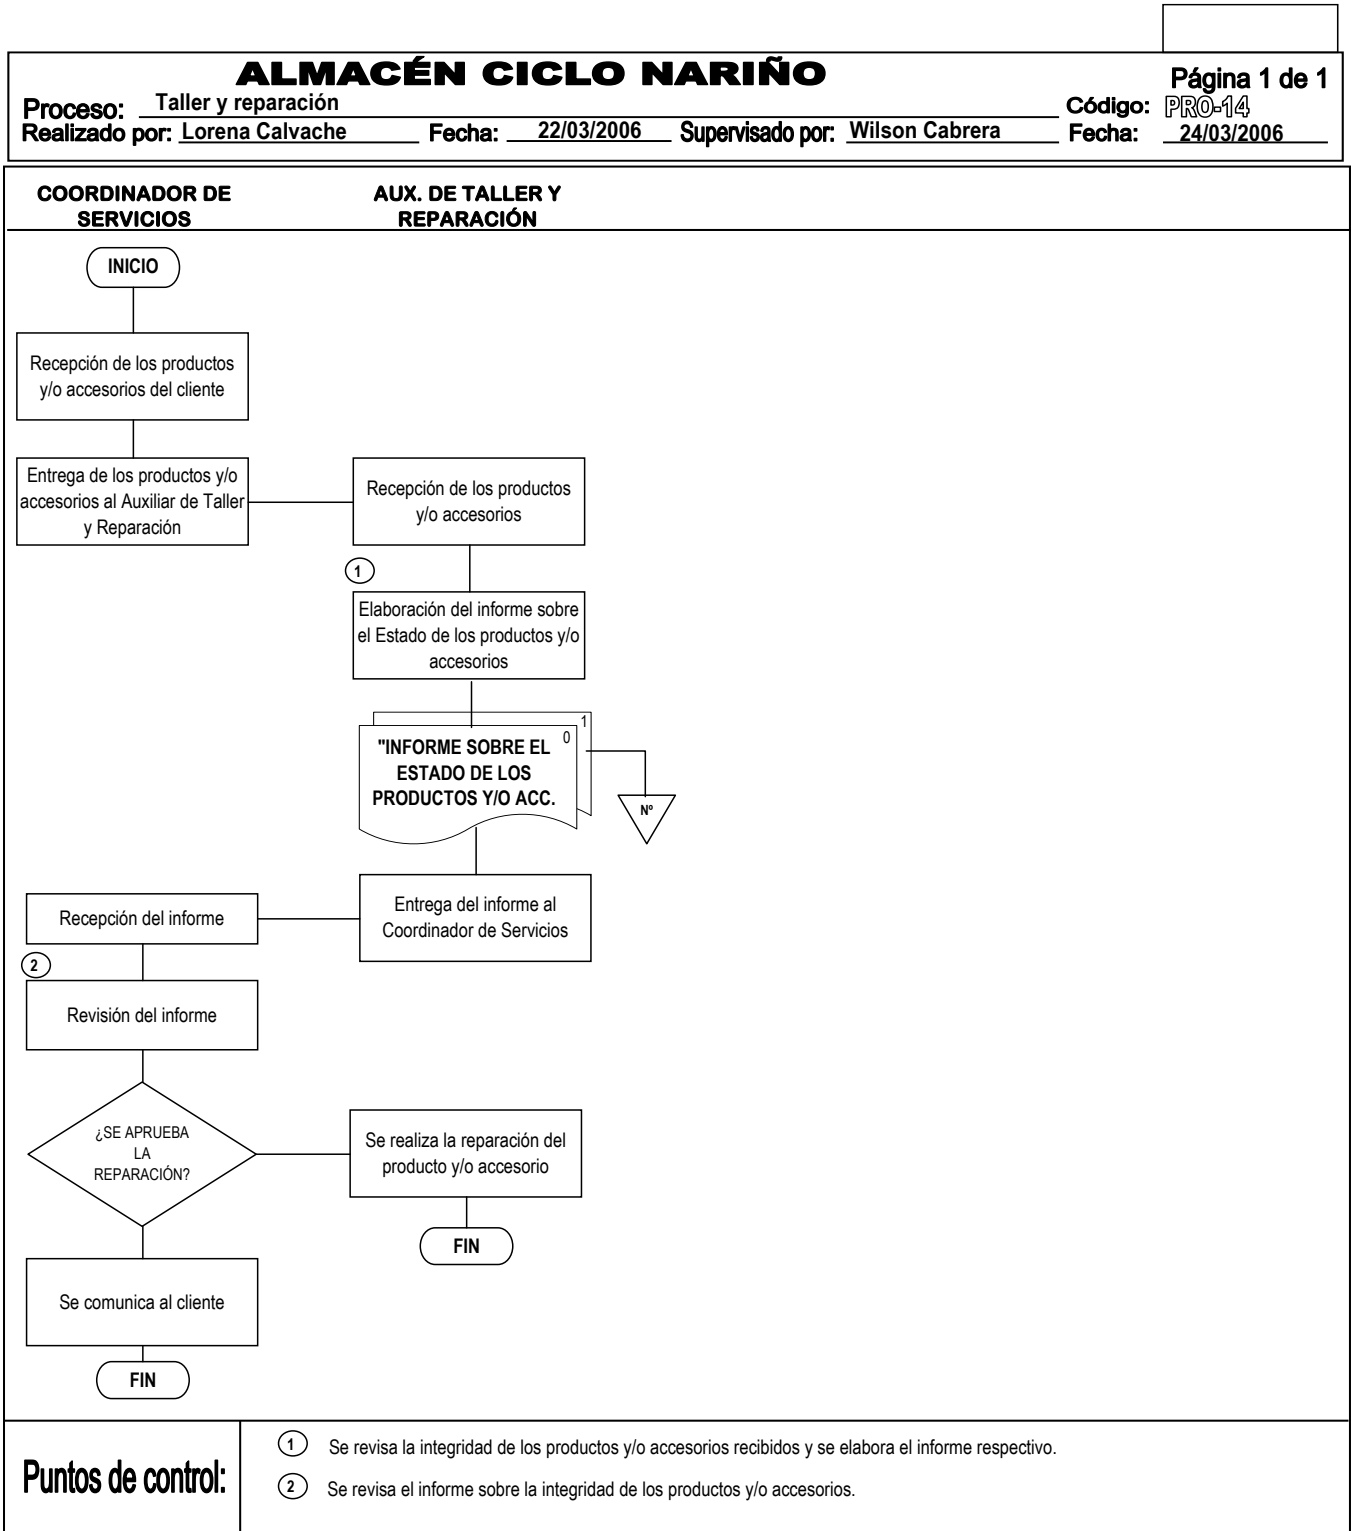 ALMACÉN CICLO NARIÑO
Página 1 de 1
Proceso: Taller y reparación
Código: PRO-14
Realizado por: Lorena Calvache Fecha: 22/03/2006 Supervisado por: Wilson Cabrera Fecha: 24/03/2006
COORDINADOR DE
SERVICIOS
AUX. DE TALLER Y
REPARACIÓN
INICIO
Recepción de los productos
y/o accesorios del cliente
Entrega de los productos y/o
accesorios al Auxiliar de Taller
y Reparación
Recepción de los productos
y/o accesorios
1
Elaboración del informe sobre
el Estado de los productos y/o
accesorios
1
0
"INFORME SOBRE EL
ESTADO DE LOS
PRODUCTOS Y/O ACC.
Nº
Entrega del informe al
Coordinador de Servicios
Recepción del informe
2
Revisión del informe
¿SE APRUEBA
LA
REPARACIÓN?
Se realiza la reparación del
producto y/o accesorio
FIN
Se comunica al cliente
FIN
Puntos de control:
1 Se revisa la integridad de los productos y/o accesorios recibidos y se elabora el informe respectivo.
2 Se revisa el informe sobre la integridad de los productos y/o accesorios.